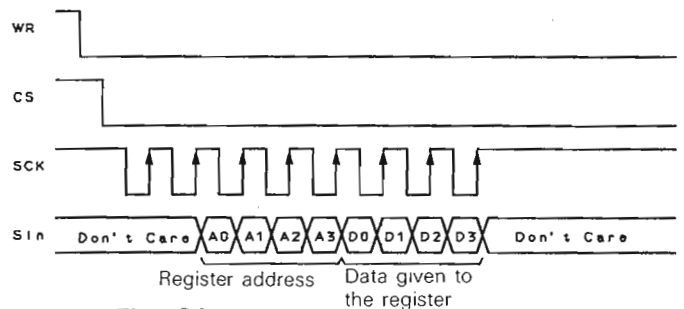 WR
CS
SCK
SIn Don't Care A0 A1 A2 A3 D0 D1 D2 D3 Don't Care
Register address Data given to
the register